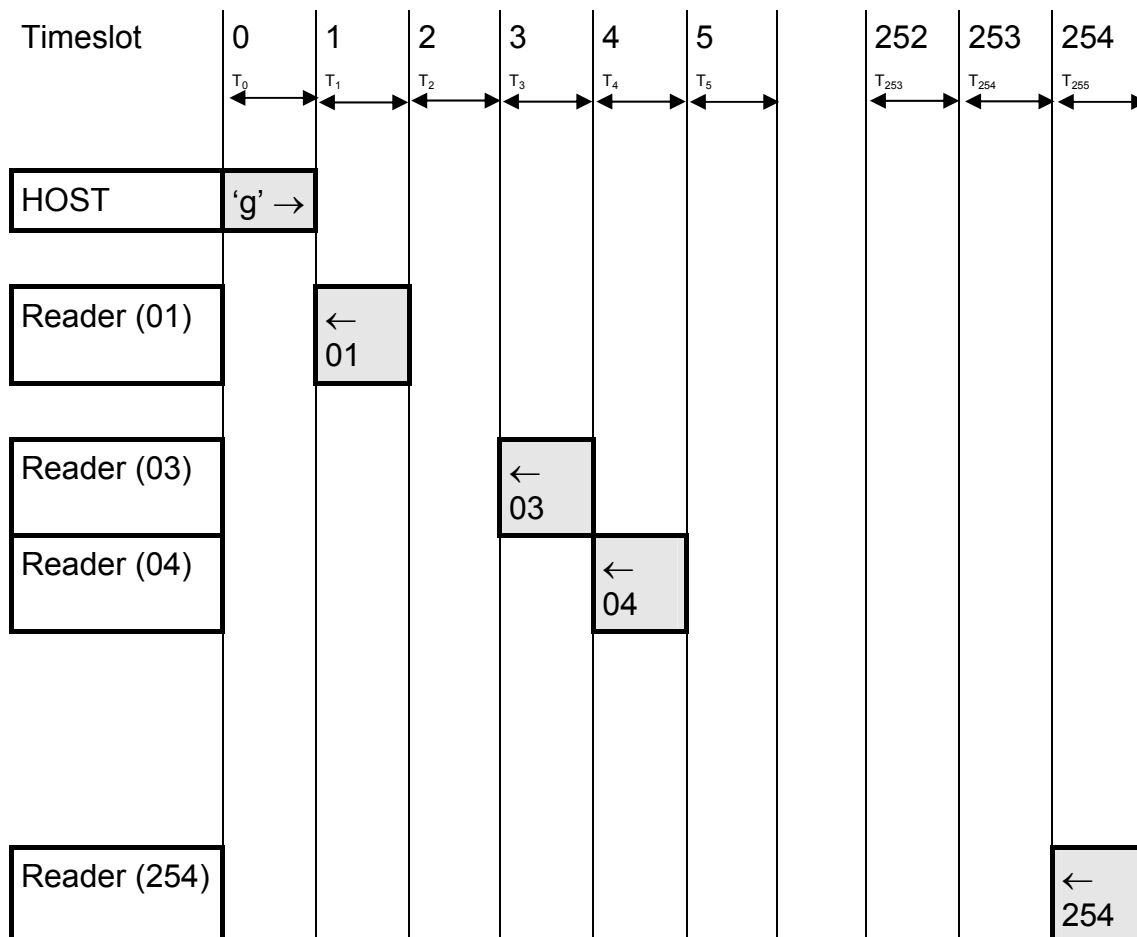 Timeslot 0 1 2 3 4 5 252 253 254
T₀ T₁ T₂ T₃ T₄ T₅ T₂₅₃ T₂₅₄ T₂₅₅
HOST ‘g’ →
Reader (01) ←
01
Reader (03) ←
03
Reader (04) ←
04
Reader (254) ←
254